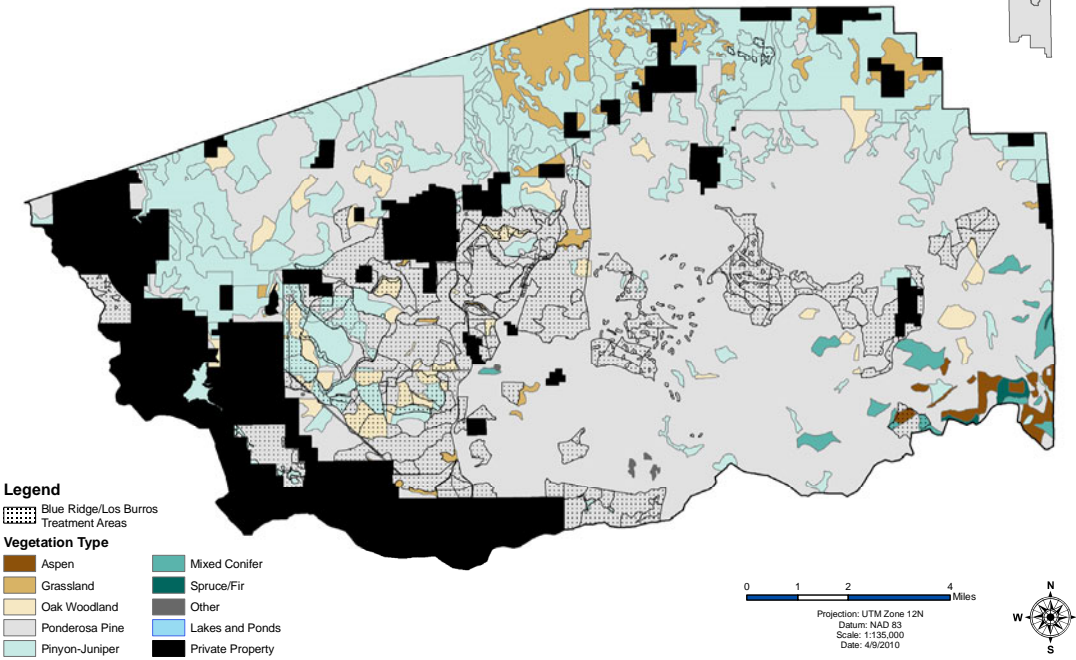 Legend
Blue Ridge/Los Burros
Treatment Areas
Vegetation Type
Aspen
Grassland
Oak Woodland
Ponderosa Pine
Pinyon-Juniper
Mixed Conifer
Spruce/Fir
Other
Lakes and Ponds
Private Property
0 1 2 4
Miles
Projection: UTM Zone 12N
Datum: NAD 83
Scale: 1:135,000
Date: 4/9/2010
N
W
S